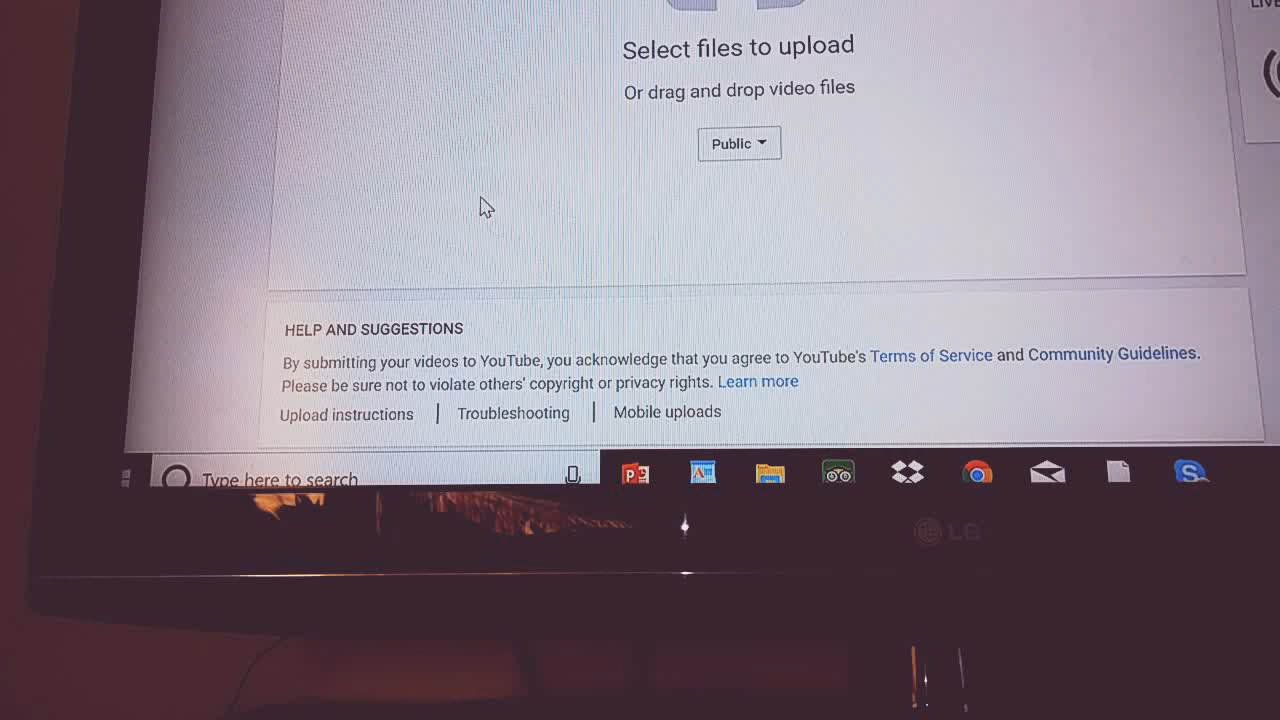 LIVE
Select files to upload
Or drag and drop video files
Public
HELP AND SUGGESTIONS
By submitting your videos to YouTube, you acknowledge that you agree to YouTube's Terms of Service and Community Guidelines.
Please be sure not to violate others' copyright or privacy rights. Learn more
Upload instructions | Troubleshooting | Mobile uploads
Type here to search
LG